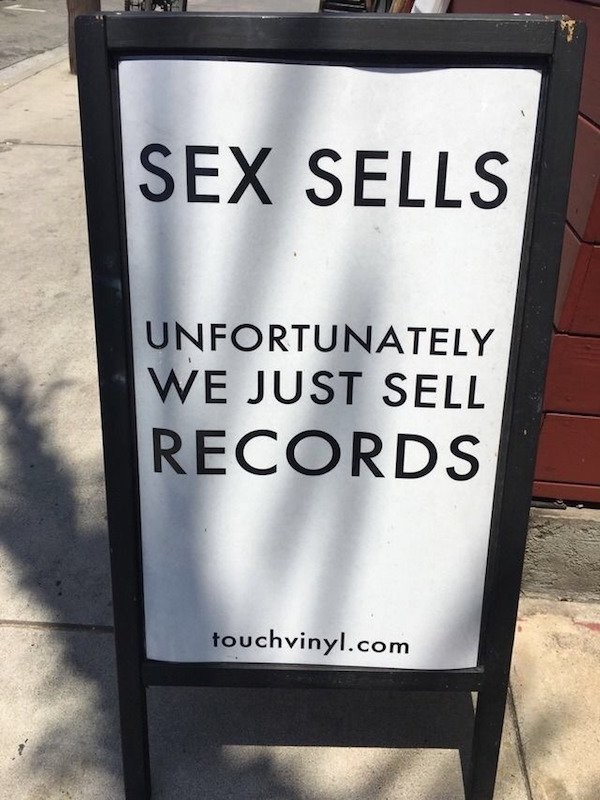 SEX SELLS
UNFORTUNATELY
WE JUST SELL
RECORDS
touchvinyl.com